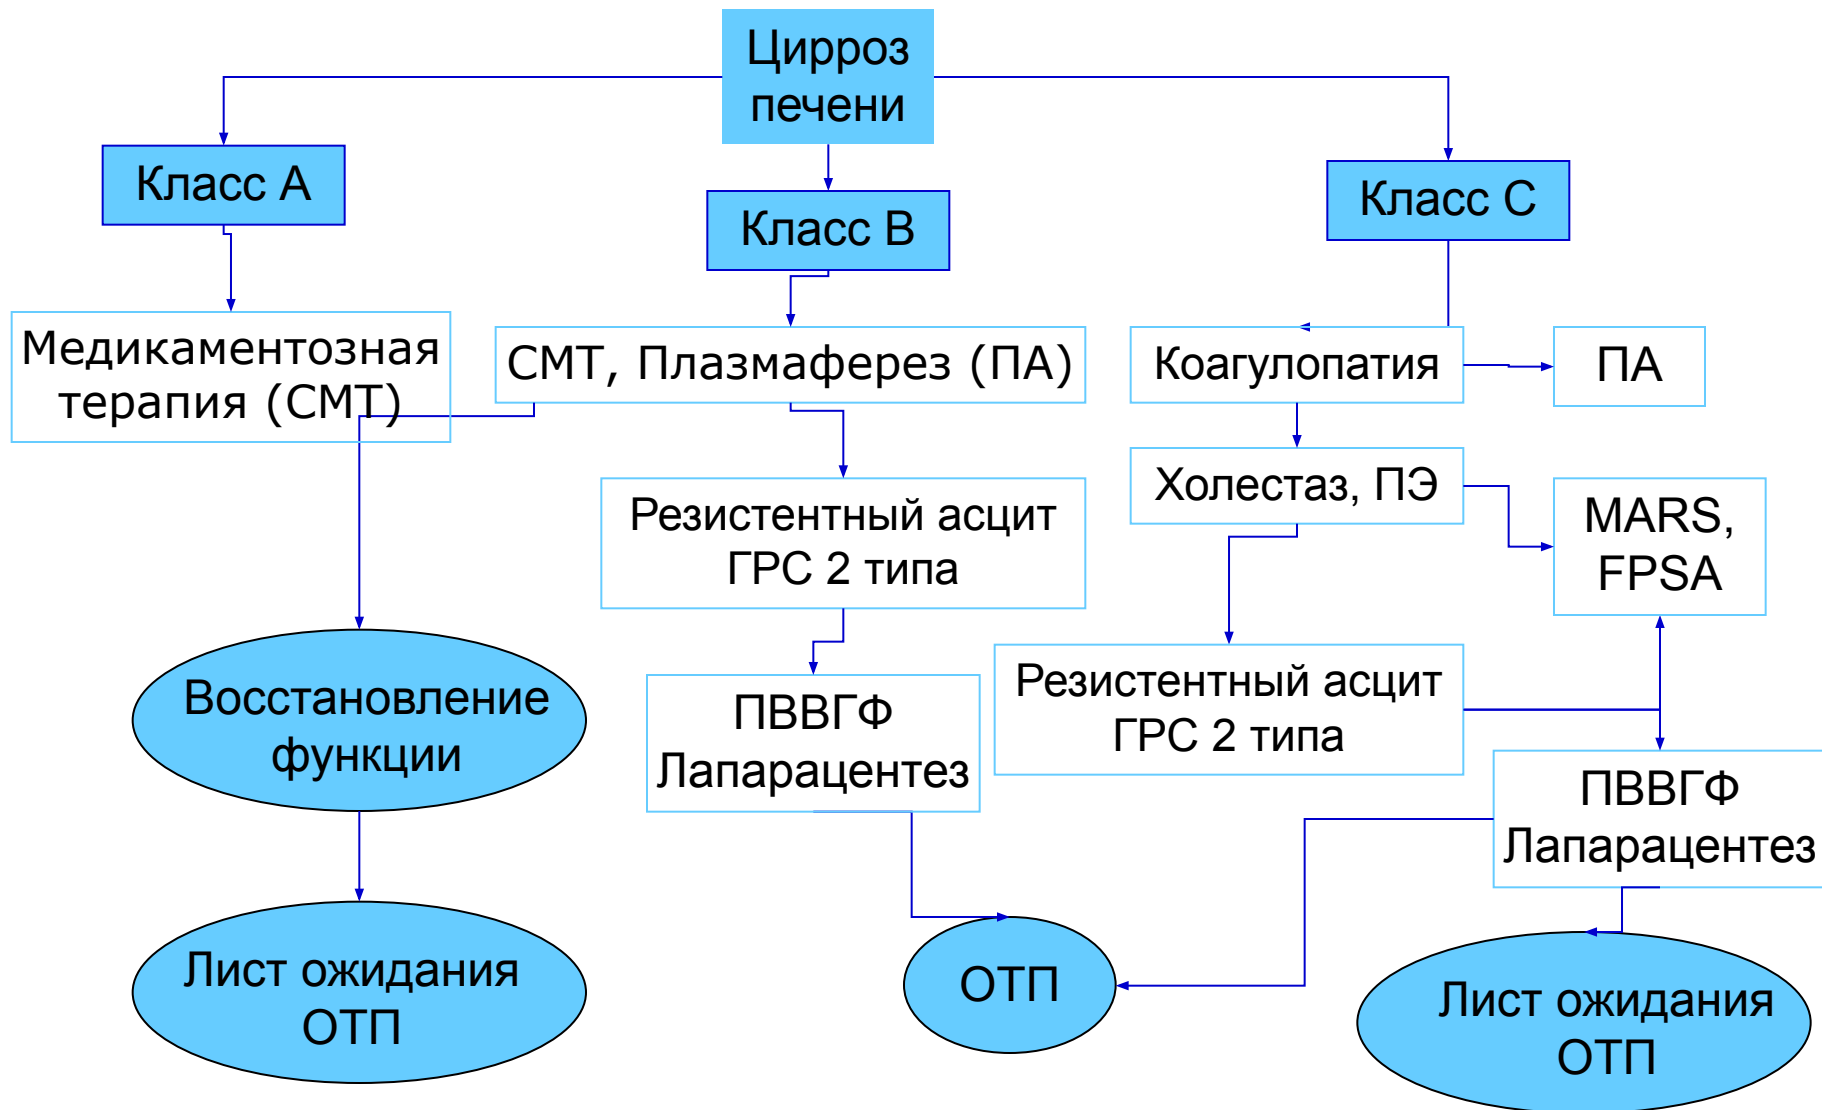 Цирроз
печени
Класс А
Класс В
Класс С
Медикаментозная
терапия (СМТ)
СМТ, Плазмаферез (ПА)
Коагулопатия
ПА
Холестаз, ПЭ
MARS,
FPSA
Резистентный асцит
ГРС 2 типа
Резистентный асцит
ГРС 2 типа
Восстановление
функции
ПВВГФ
Лапарацентез
ПВВГФ
Лапарацентез
Лист ожидания
ОТП
ОТП
Лист ожидания
ОТП